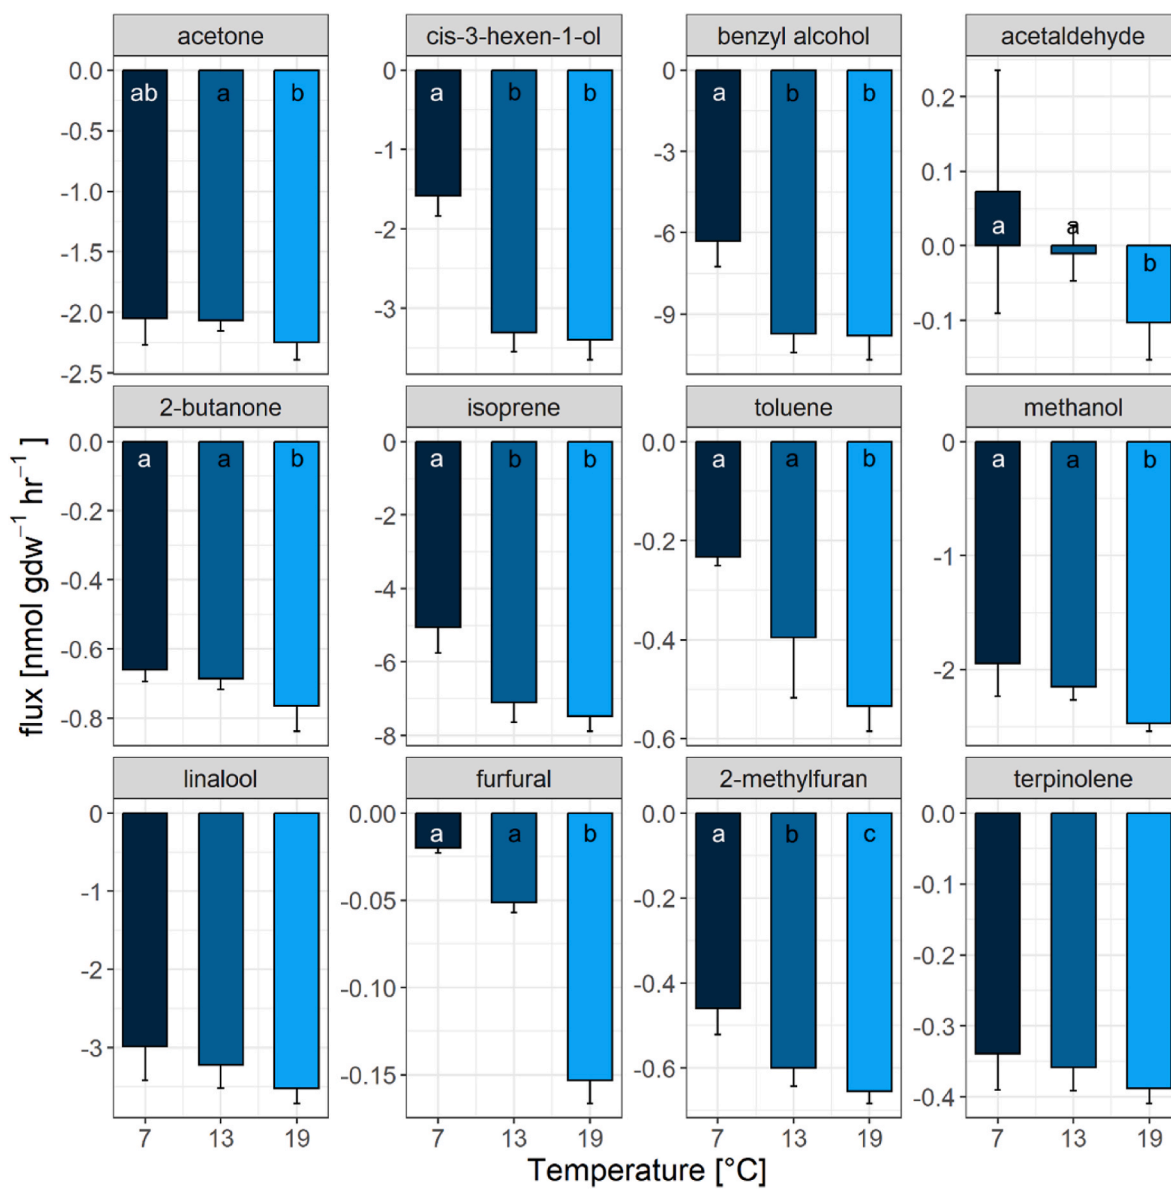 acetone cis-3-hexen-1-ol benzyl alcohol acetaldehyde
0.0 ab a b 0 a b b 0 a b b 0.2
-0.5 -1 -3 0.1
-1.0 -2 -6 a a
-1.5 -3 -9 0.0 b
-2.0 -0.1
-2.5
2-butanone isoprene toluene methanol
0.0 a a b 0 a b b 0.0 a a b 0 a a b
-0.2 -2 -0.2 -1
-0.4 -4 -0.4 -2
-0.6 -6 -0.6
-0.8 -8
linalool furfural 2-methylfuran terpinolene
0 0.00 a a b 0.0 a b c 0.0
-1 -0.05 -0.2 -0.1
-2 -0.10 -0.4 -0.2
-3 -0.15 -0.6 -0.3
-0.4
7 13 19 7 13 19 7 13 19 7 13 19
Temperature [°C]
flux [nmol gdw⁻¹ hr⁻¹ ]